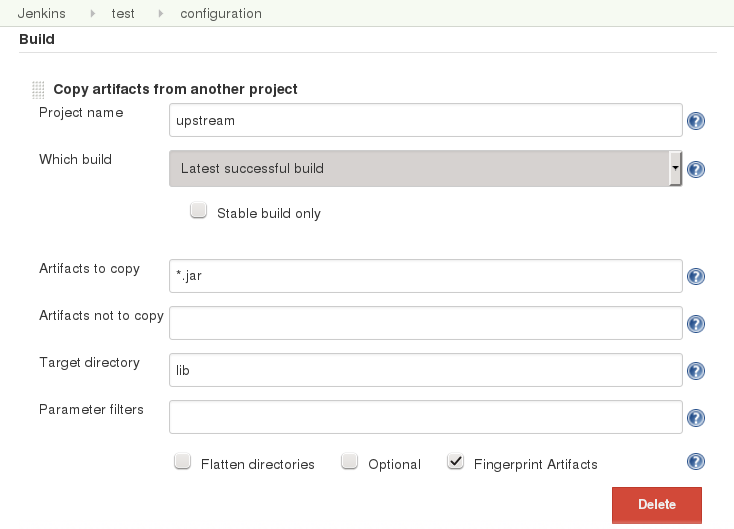 Jenkins test configuration
Build
Copy artifacts from another project
Project name upstream
Which build Latest successful build
Stable build only
Artifacts to copy *.jar
Artifacts not to copy
Target directory lib
Parameter filters
Flatten directories Optional Fingerprint Artifacts
Delete